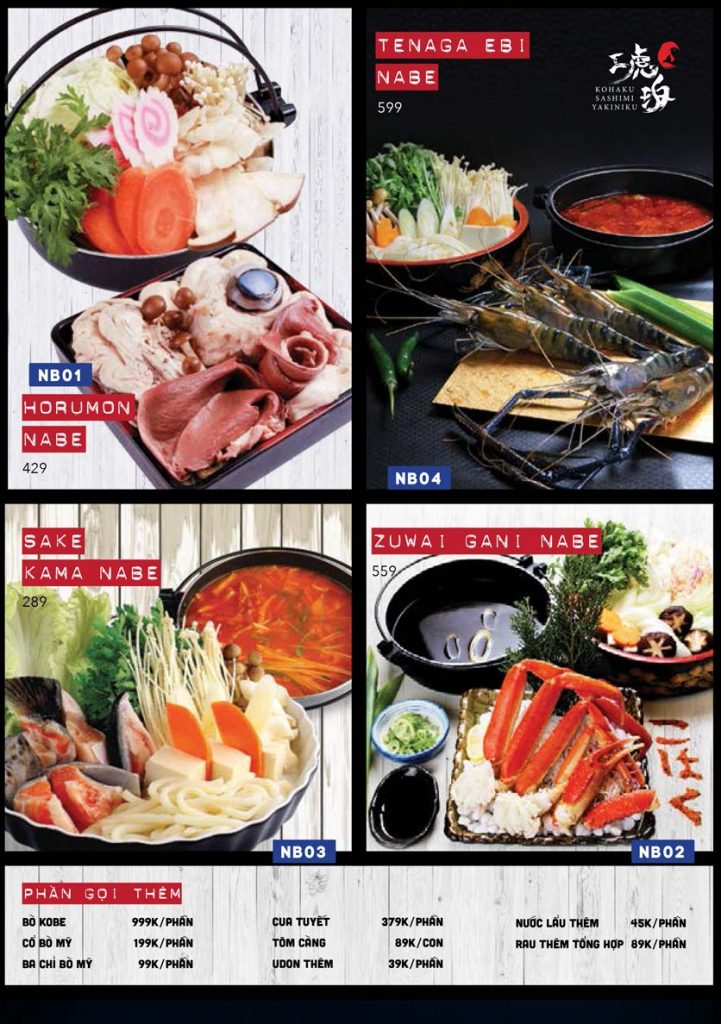 NB01
HORUMON
NABE
429
TENAGA EBI
NABE
599
琥珀
KOHAKU
SASHIMI
YAKINIKU
NB04
SAKE
KAMA NABE
289
NB03
ZUWAI GANI NABE
559
NB02
PHẦN GỌI THÊM
BÒ KOBE 999K/PHẦN
CỔ BÒ MỸ 199K/PHẦN
BA CHỈ BÒ MỸ 99K/PHẦN
CUA TUYẾT 379K/PHẦN
TÔM CÀNG 89K/CON
UDON THÊM 39K/PHẦN
NƯỚC LẨU THÊM 45K/PHẦN
RAU THÊM TỔNG HỢP 89K/PHẦN